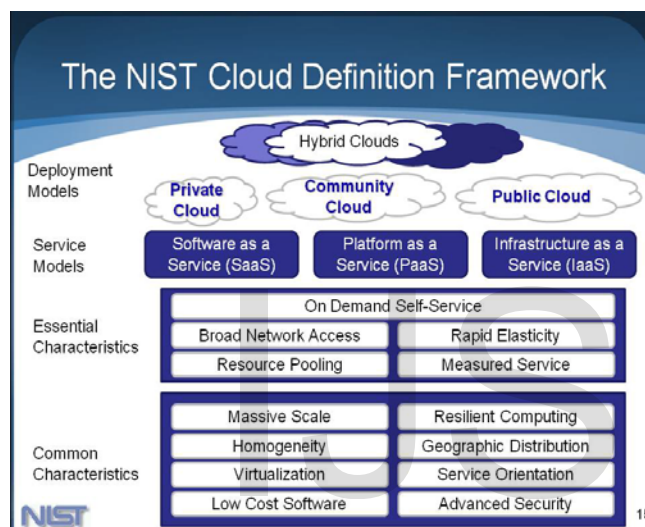 The NIST Cloud Definition Framework
Hybrid Clouds
Deployment
Models
Private
Cloud
Community
Cloud
Public Cloud
Service
Models
Software as a
Service (SaaS)
Platform as a
Service (PaaS)
Infrastructure as a
Service (IaaS)
Essential
Characteristics
On Demand Self-Service
Broad Network Access
Rapid Elasticity
Resource Pooling
Measured Service
Common
Characteristics
Massive Scale
Resilient Computing
Homogeneity
Geographic Distribution
Virtualization
Service Orientation
Low Cost Software
Advanced Security
NIST
15
IJS